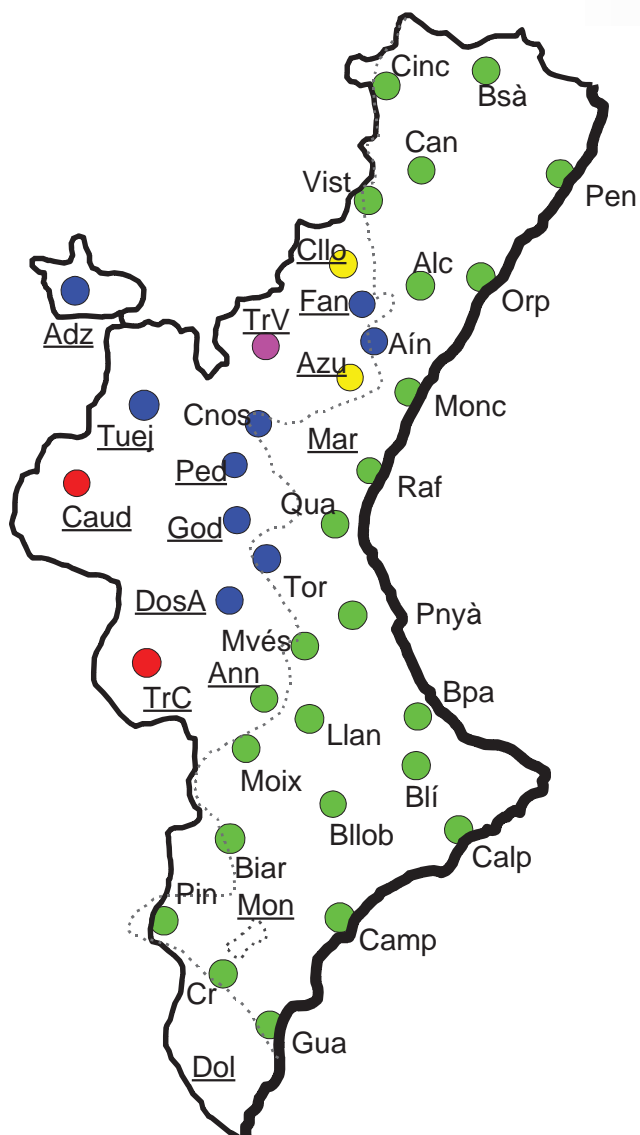 Cinc
Bsà
Can
Vist
Pen
Cllo
Alc
Fan
Orp
Adz
TrV
Aín
Azu
Monc
Cnos
Tuej
Mar
Ped
Raf
Caud
Qua
God
Tor
DosA
Pnyà
Mvés
Ann
TrC
Bpa
Llan
Moix
Blí
Bllob
Calp
Biar
Pin
Mon
Camp
Cr
Gua
Dol